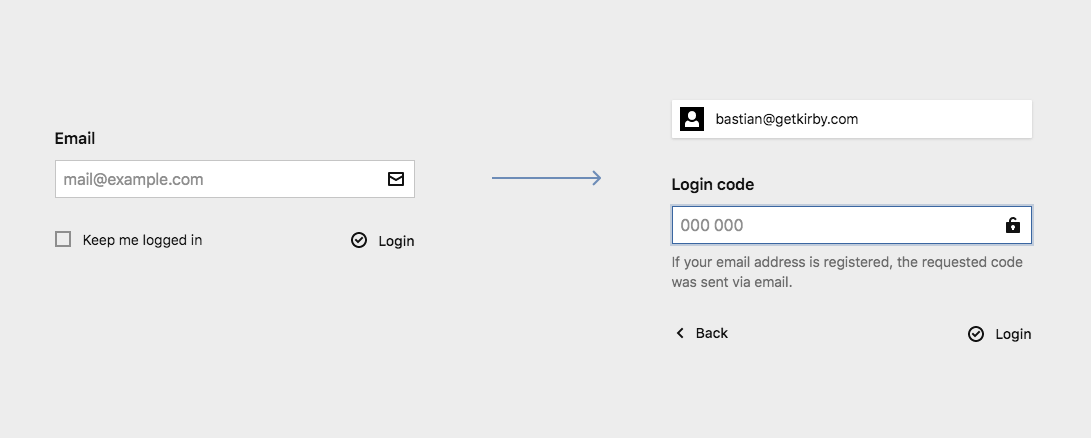 Email
mail@example.com
Keep me logged in
Login
bastian@getkirby.com
Login code
000 000
If your email address is registered, the requested code
was sent via email.
Back
Login